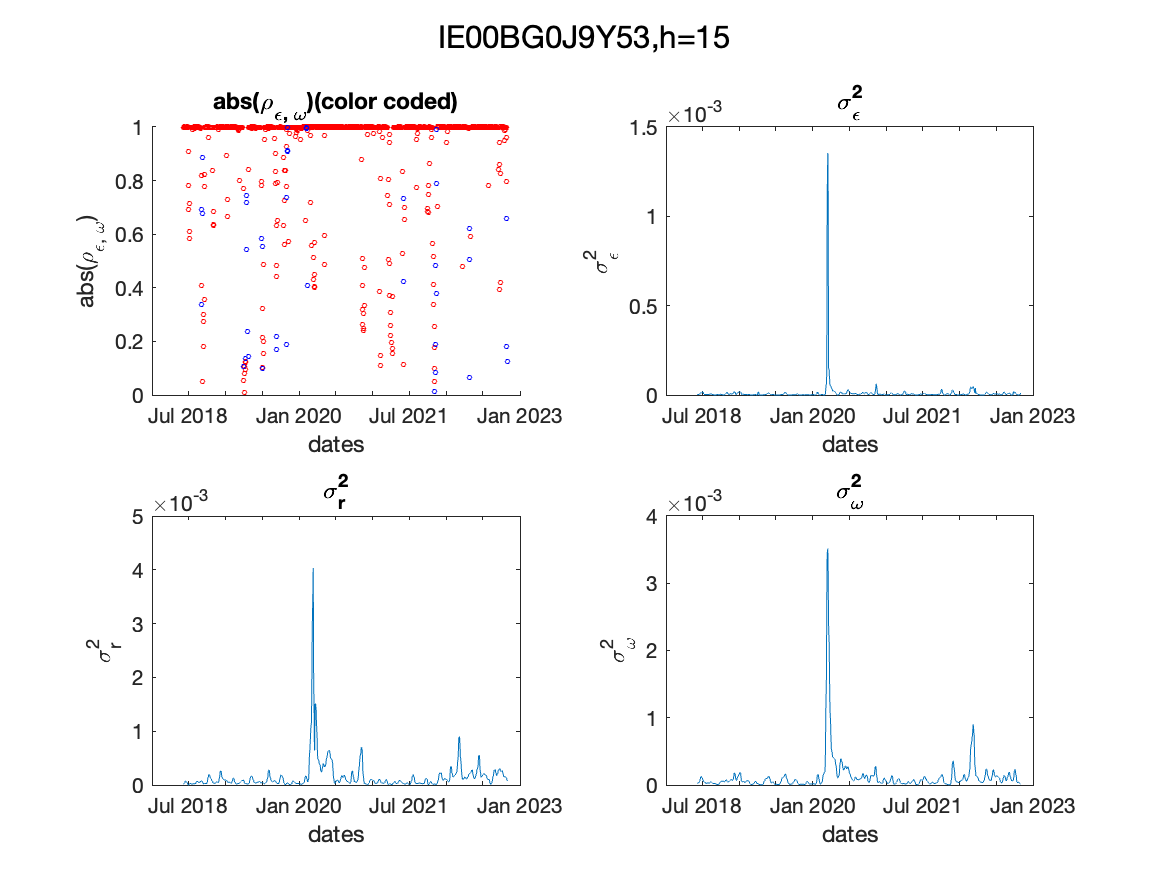 IE00BG0J9Y53,h=15
abs(ρϵ, ω)(color coded)
abs(ρϵ, ω)
1
0.8
0.6
0.4
0.2
0
Jul 2018 Jan 2020 Jul 2021 Jan 2023
dates
σ²ϵ
×10⁻³
σ²ϵ
1.5
1
0.5
0
Jul 2018 Jan 2020 Jul 2021 Jan 2023
dates
σ²r
×10⁻³
σ²r
5
4
3
2
1
0
Jul 2018 Jan 2020 Jul 2021 Jan 2023
dates
σ²ω
×10⁻³
σ²ω
4
3
2
1
0
Jul 2018 Jan 2020 Jul 2021 Jan 2023
dates